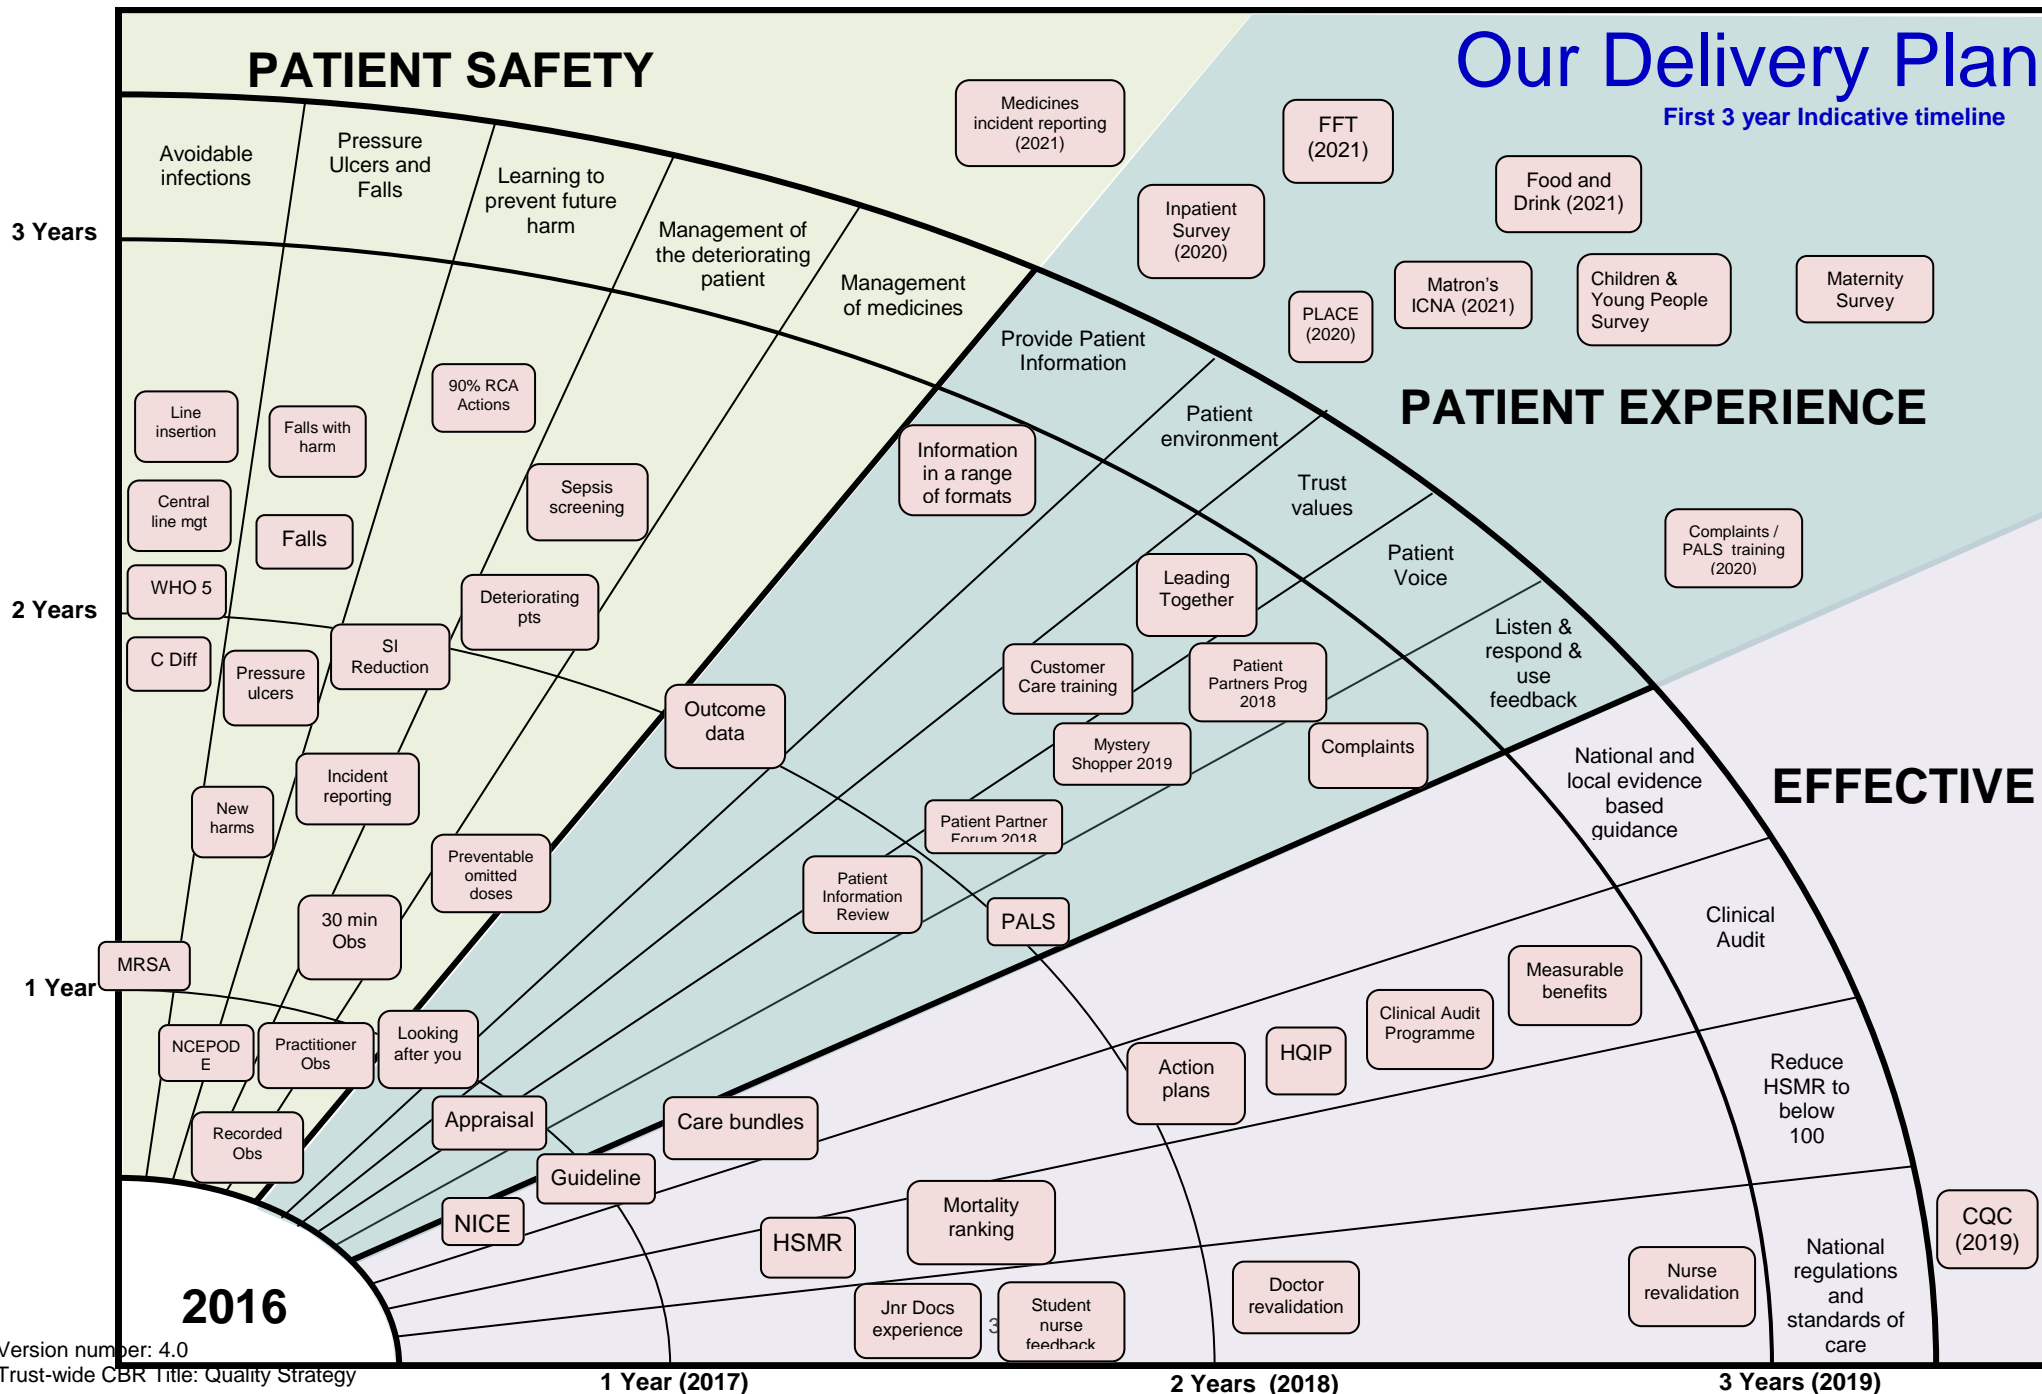 PATIENT SAFETY
Our Delivery Plan
First 3 year Indicative timeline
Medicines
incident reporting
(2021)
FFT
(2021)
Food and
Drink (2021)
Inpatient
Survey
(2020)
PLACE
(2020)
Matron's
ICNA (2021)
Children &
Young People
Survey
Maternity
Survey
PATIENT EXPERIENCE
Complaints /
PALS training
(2020)
Avoidable
infections
Pressure
Ulcers and
Falls
Learning to
prevent future
harm
Management of
the deteriorating
patient
Management
of medicines
Provide Patient
Information
Patient
environment
Trust
values
Patient
Voice
Listen &
respond &
use
feedback
National and
local evidence
based
guidance
EFFECTIVE
Clinical
Audit
Reduce
HSMR to
below
100
National
regulations
and
standards of
care
CQC
(2019)
3 Years
Line
insertion
Falls with
harm
90% RCA
Actions
Central
line mgt
Falls
Sepsis
screening
Information
in a range
of formats
WHO 5
Deteriorating
pts
Leading
Together
2 Years
C Diff
Pressure
ulcers
SI
Reduction
Customer
Care training
Patient
Partners Prog
2018
Outcome
data
Mystery
Shopper 2019
Complaints
New
harms
Incident
reporting
Patient Partner
Forum 2018
Preventable
omitted
doses
Patient
Information
Review
PALS
30 min
Obs
MRSA
1 Year
Measurable
benefits
Clinical Audit
Programme
HQIP
Action
plans
NCEPOD
E
Practitioner
Obs
Looking
after you
Appraisal
Care bundles
Recorded
Obs
Guideline
NICE
HSMR
Mortality
ranking
Jnr Docs
experience
3
Student
nurse
feedback
Doctor
revalidation
Nurse
revalidation
2016
Version number: 4.0
Trust-wide CBR Title: Quality Strategy
1 Year (2017)
2 Years (2018)
3 Years (2019)